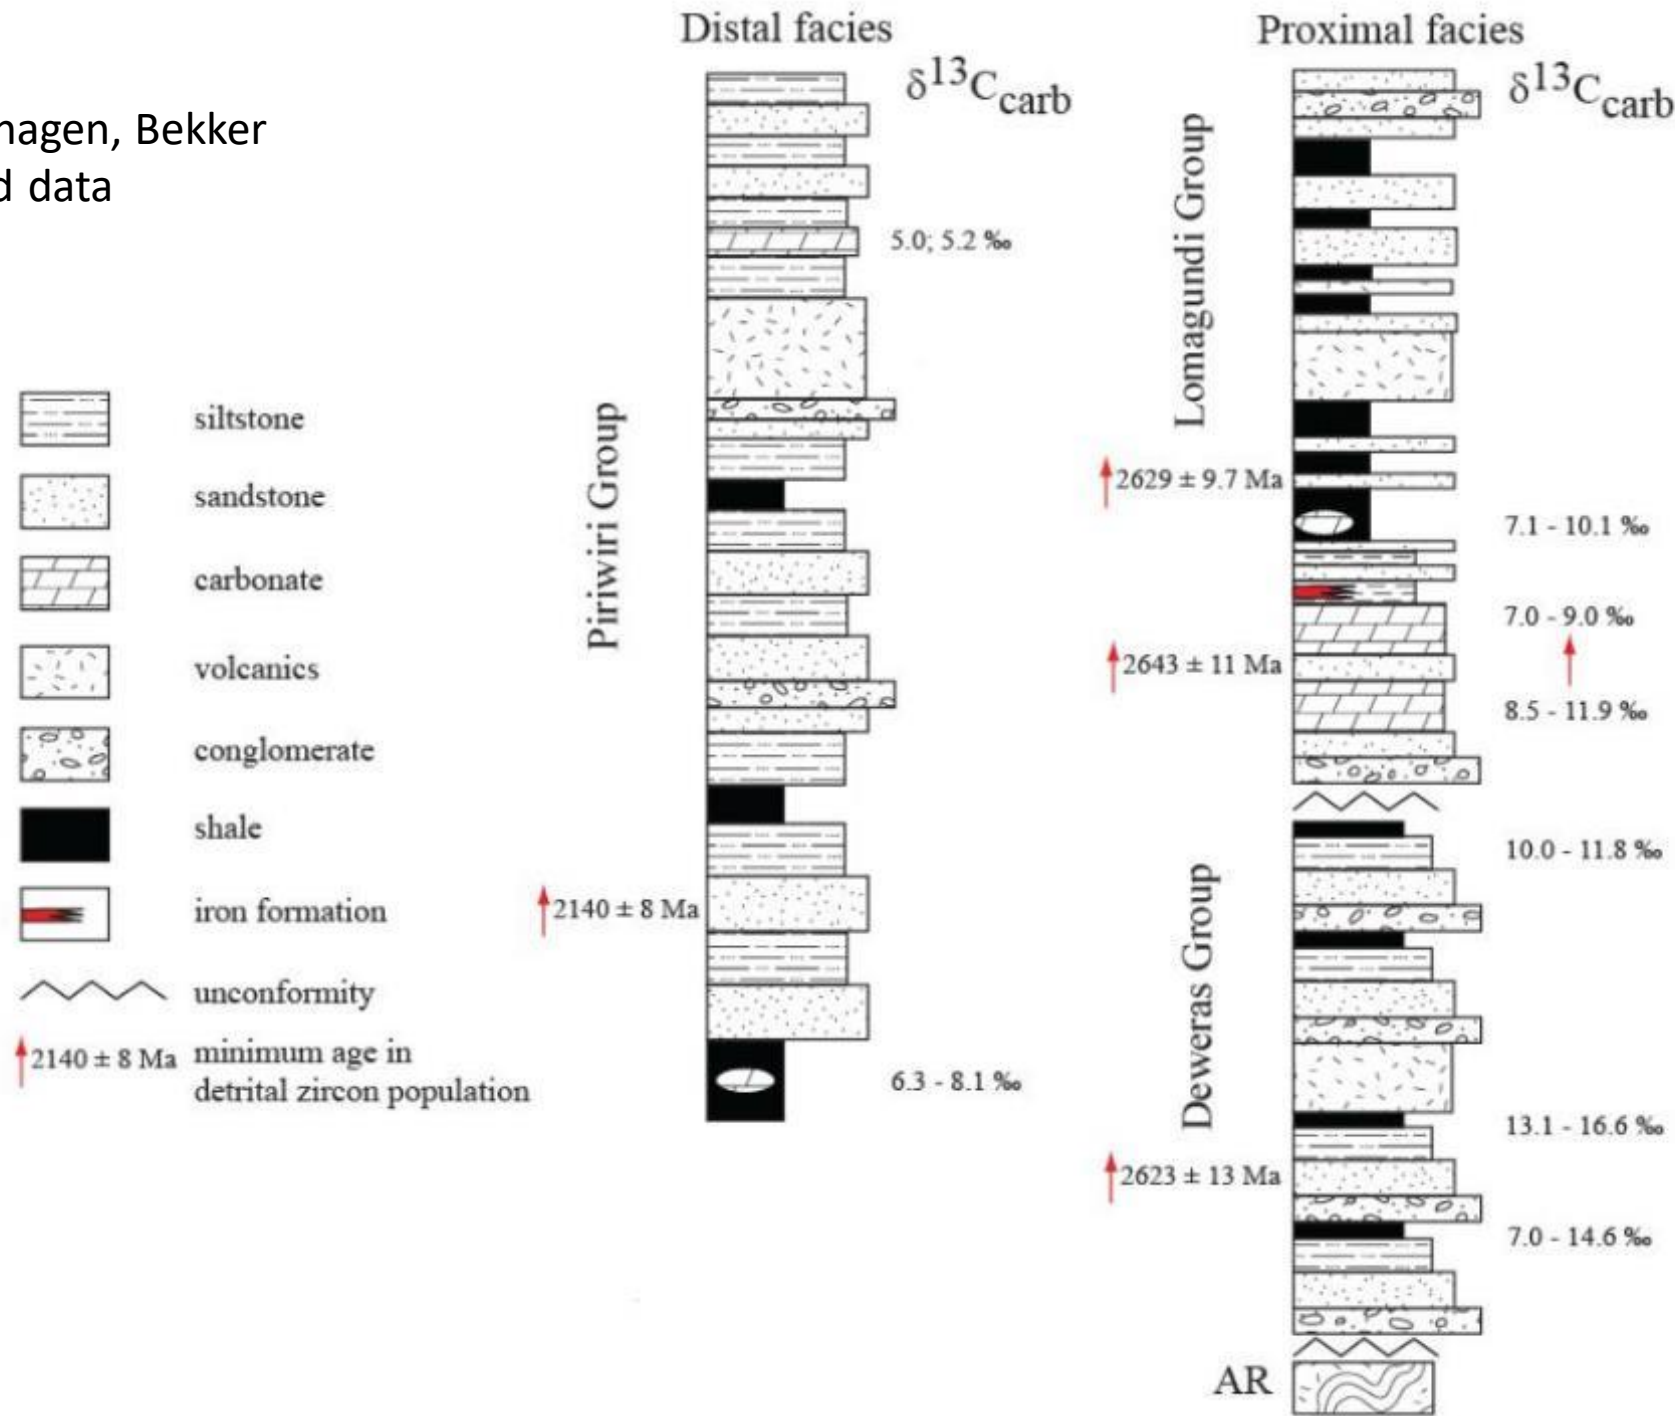 hagen, Bekker
d data
siltstone
sandstone
carbonate
volcanics
conglomerate
shale
iron formation
unconformity
2140 ± 8 Ma
minimum age in
detrital zircon population
Distal facies
δ13Ccarb
Piriwiri Group
5.0; 5.2 ‰
2140 ± 8 Ma
6.3 - 8.1 ‰
Proximal facies
δ13Ccarb
Lomagundi Group
2629 ± 9.7 Ma
7.1 - 10.1 ‰
7.0 - 9.0 ‰
2643 ± 11 Ma
8.5 - 11.9 ‰
Deweras Group
10.0 - 11.8 ‰
13.1 - 16.6 ‰
2623 ± 13 Ma
7.0 - 14.6 ‰
AR